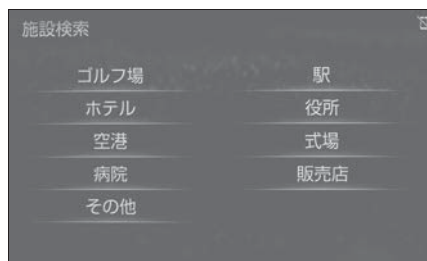 施設検索
ゴルフ場 駅
ホテル 役所
空港 式場
病院 販売店
その他